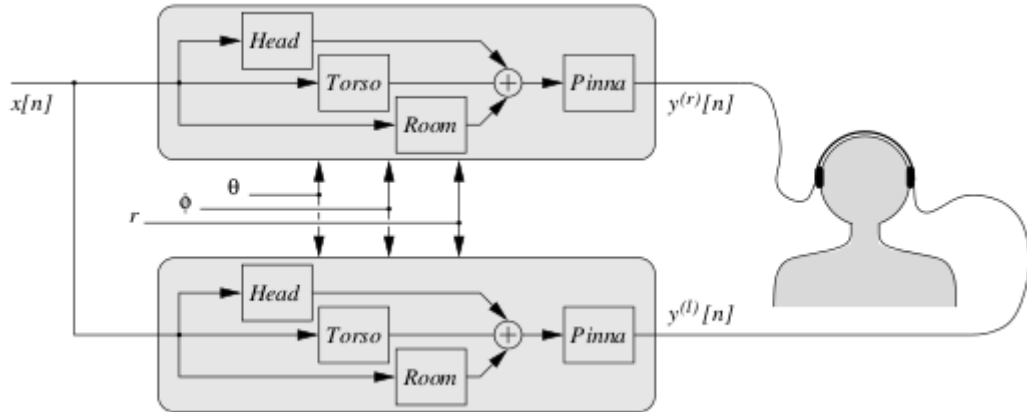 Head
Torso
x[n]
Room
+
Pinna
y(r)[n]
θ
ϕ
r
Head
Torso
Room
+
Pinna
y(l)[n]